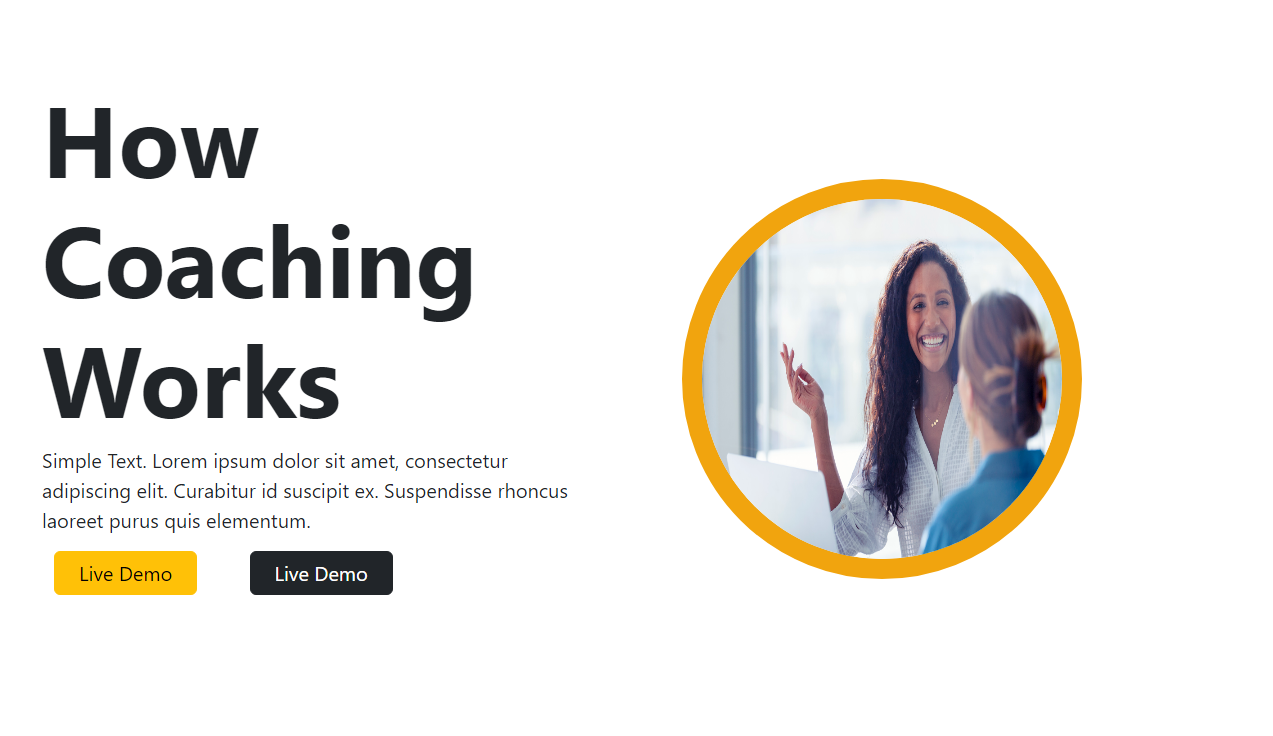 How
Coaching
Works
Simple Text. Lorem ipsum dolor sit amet, consectetur
adipiscing elit. Curabitur id suscipit ex. Suspendisse rhoncus
laoreet purus quis elementum.
Live Demo
Live Demo